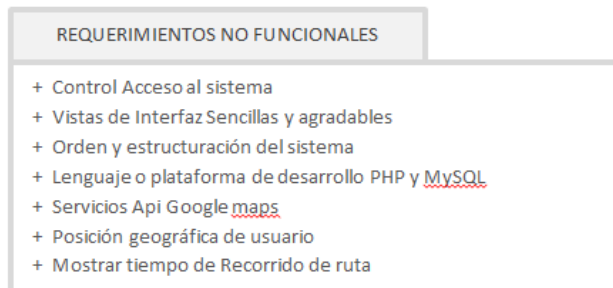 REQUERIMIENTOS NO FUNCIONALES
+ Control Acceso al sistema
+ Vistas de Interfaz Sencillas y agradables
+ Orden y estructuración del sistema
+ Lenguaje o plataforma de desarrollo PHP y MySQL
+ Servicios Api Google maps
+ Posición geográfica de usuario
+ Mostrar tiempo de Recorrido de ruta